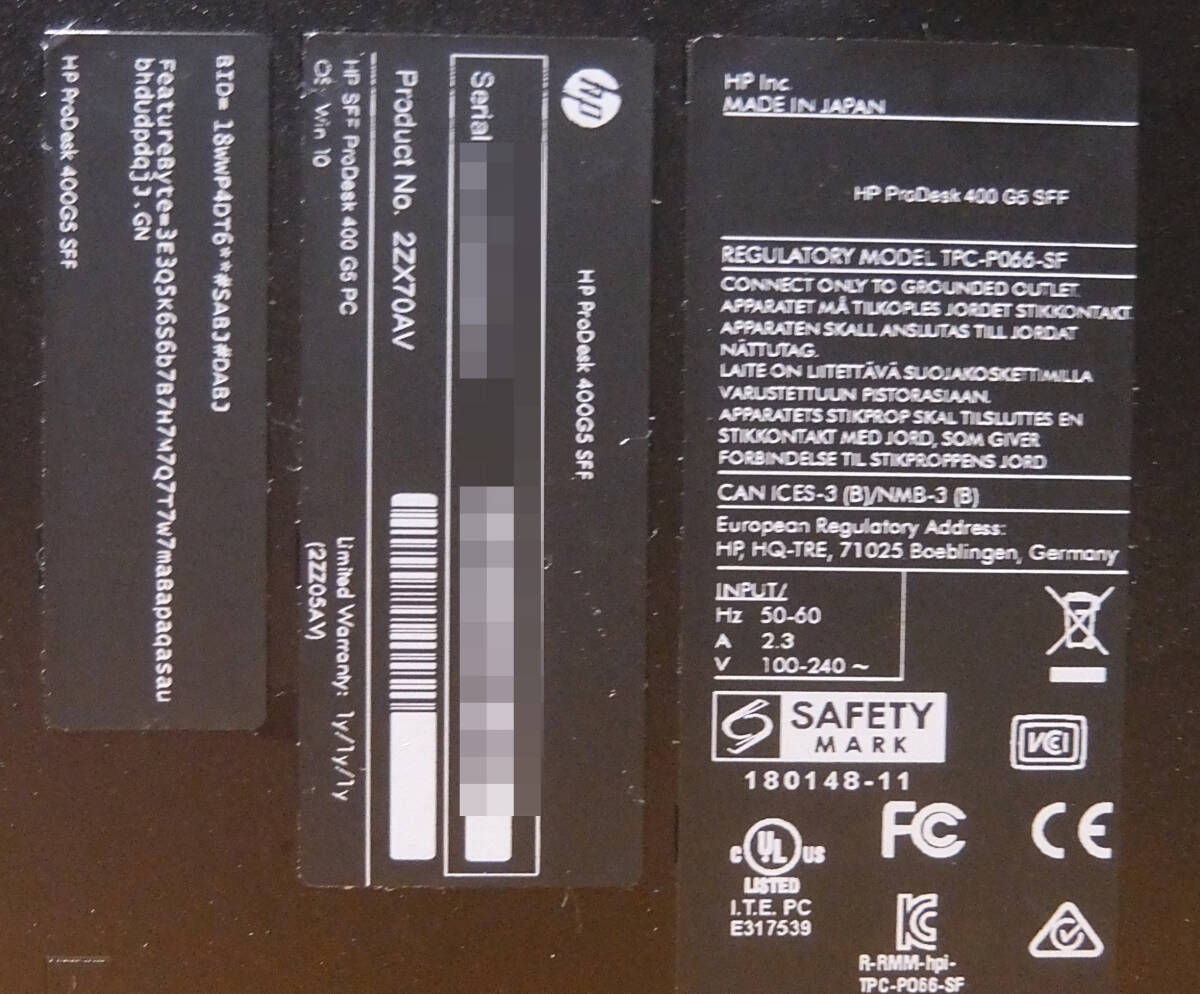 BID= 18WWP4DT6***SABJ#DABJ
FeatureByte=3E3Q5K6S6b7B7H7M7Q7T7w7maBapaqasau
bhdudpdqjJ.GN
HP ProDesk 400G5 SFF
hp
HP ProDesk 400G5 SFF
Serial
Product No. 2ZX70AV
HP SFF ProDesk 400 G5 PC
OS: Win 10
Limited Warranty: 1y/1y/1y
(2ZZ05AV)
HP Inc.
MADE IN JAPAN
HP ProDesk 400 G5 SFF
REGULATORY MODEL TPC-P066-SF
CONNECT ONLY TO GROUNDED OUTLET.
APPARATET MÅ TILKOPLES JORDET STIKKONTAKT.
APPARATEN SKALL ANSLUTAS TILL JORDAT
NÄTTUTAG.
LAITE ON LIITETTÄVÄ SUOJAKOSKETTIMILLA
VARUSTETTUUN PISTORASIAAN.
APPARATETS STIKPROP SKAL TILSLUTTES EN
STIKKONTAKT MED JORD, SOM GIVER
FORBINDELSE TIL STIKPROPPENS JORD
CAN ICES-3 (B)/NMB-3 (B)
European Regulatory Address:
HP, HQ-TRE, 71025 Boeblingen, Germany
INPUT/
Hz 50-60
A 2.3
V 100-240 ~
SAFETY
MARK
180148-11
VCI
FC
CE
c UL us
LISTED
I.T.E. PC
E317539
KC
R-RMM-hpi-
TPC-P066-SF